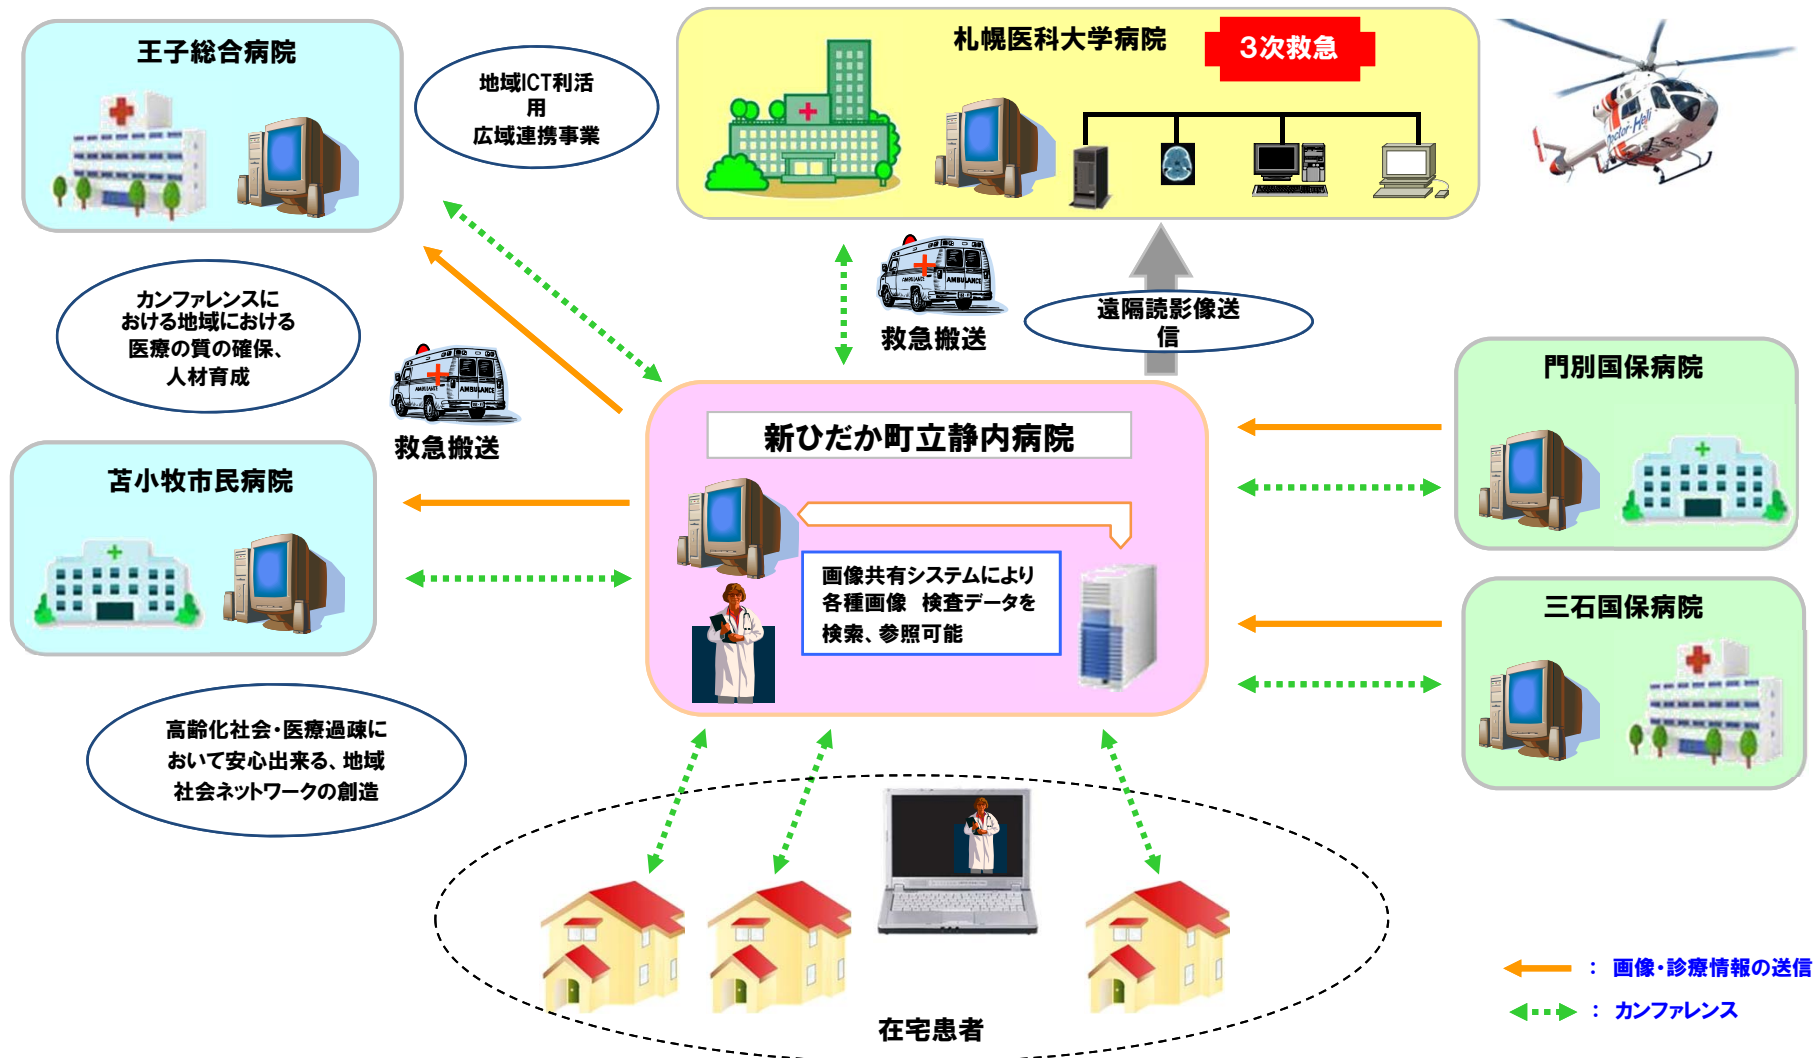 王子総合病院
地域ICT利活
用
広域連携事業
札幌医科大学病院
3次救急
Doctor-Heli
AMBULANCE
AMBULANCE
救急搬送
遠隔読影像送
信
カンファレンスに
おける地域における
医療の質の確保、
人材育成
AMBULANCE
AMBULANCE
救急搬送
門別国保病院
新ひだか町立静内病院
苫小牧市民病院
画像共有システムにより
各種画像 検査データを
検索、参照可能
三石国保病院
高齢化社会・医療過疎に
おいて安心出来る、地域
社会ネットワークの創造
在宅患者
： 画像・診療情報の送信
： カンファレンス